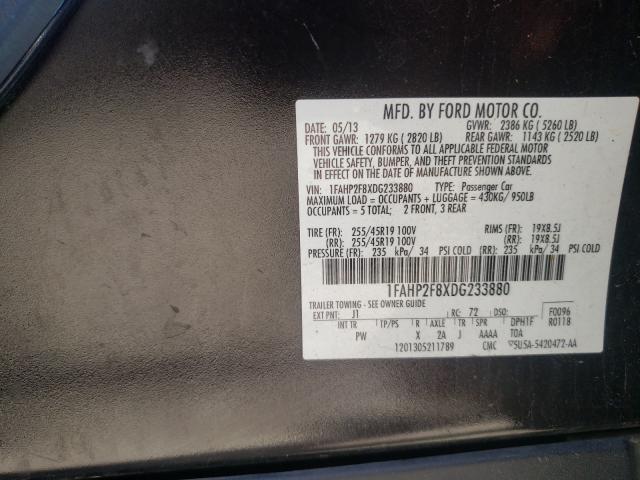 MFD. BY FORD MOTOR CO.
DATE: 05/13 GVWR: 2386 KG ( 5260 LB)
FRONT GAWR: 1279 KG ( 2820 LB) REAR GAWR: 1143 KG ( 2520 LB)
THIS VEHICLE CONFORMS TO ALL APPLICABLE FEDERAL MOTOR
VEHICLE SAFETY, BUMPER, AND THEFT PREVENTION STANDARDS
IN EFFECT ON THE DATE OF MANUFACTURE SHOWN ABOVE.
VIN: 1FAHP2F8XDG233880 TYPE: Passenger Car
MAXIMUM LOAD = OCCUPANTS + LUGGAGE = 430KG/ 950LB
OCCUPANTS = 5 TOTAL; 2 FRONT, 3 REAR
TIRE (FR): 255/45R19 100V RIMS (FR): 19X8.5J
(RR): 255/45R19 100V (RR): 19X8.5J
PRESSURE (FR): 235 kPa/ 34 PSI COLD (RR): 235 kPa/ 34 PSI COLD
1FAHP2F8XDG233880
TRAILER TOWING - SEE OWNER GUIDE
EXT PNT: J1 RC: 72 DSO: F0096
INT TR TP/PS R AXLE TR SPR DPH1F R0118
PW X 2A J AAAA TOA
1201305211789 CMC 5U5A-5420472-AA